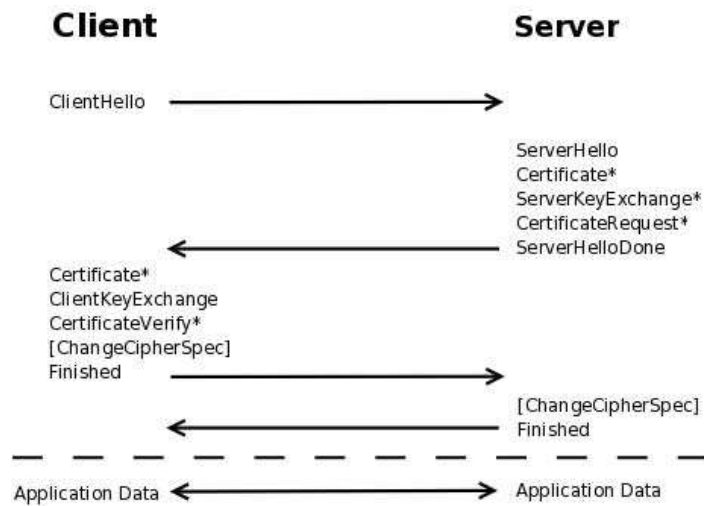 Client Server
ClientHello
ServerHello
Certificate*
ServerKeyExchange*
CertificateRequest*
ServerHelloDone
Certificate*
ClientKeyExchange
CertificateVerify*
[ChangeCipherSpec]
Finished
[ChangeCipherSpec]
Finished
Application Data Application Data